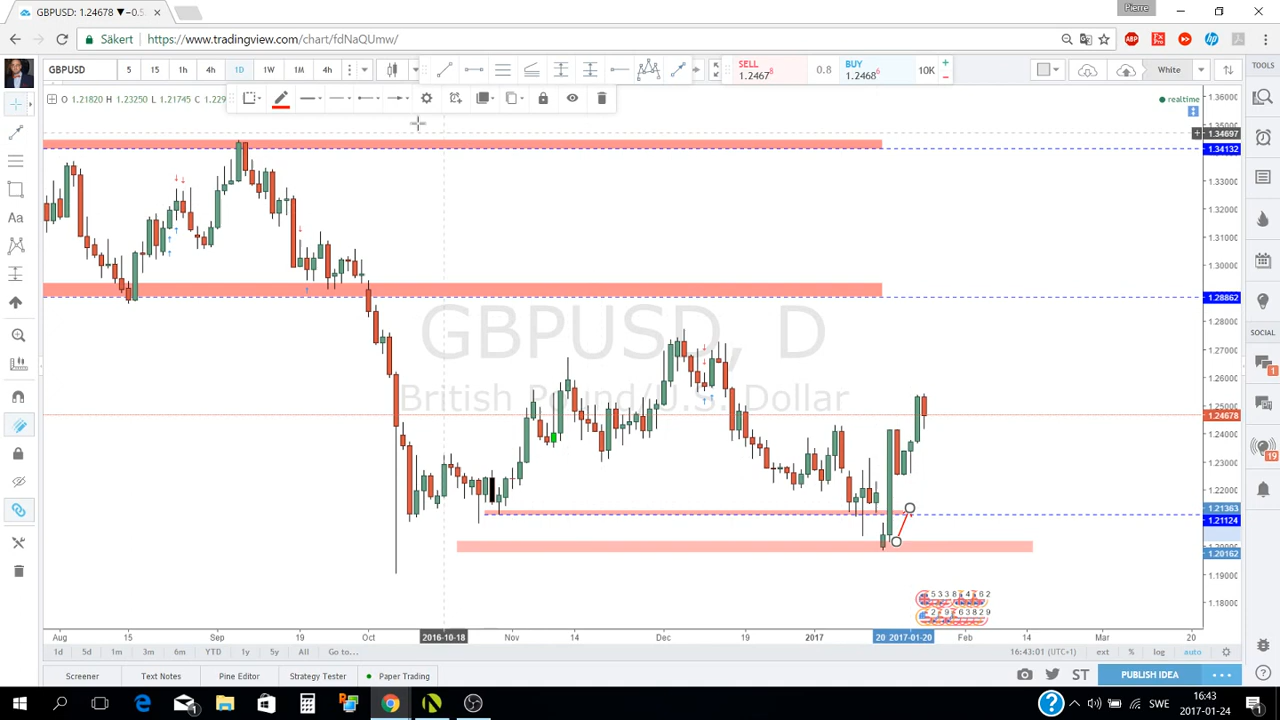 GBPUSD: 1.24678 ▼−0.5
Pierre
Säkert https://www.tradingview.com/chart/fdNaQUmw/
ABP
GBPUSD 5 15 1h 4h 1D 1W 1M 4h
SELL
1.24678
0.8
BUY
1.24686
10K
White
TOOLS
O 1.21820 H 1.23250 L 1.21745 C 1.229
realtime
1.36000
1.34697
1.34132
1.33000
1.32000
1.31000
1.30000
1.28862
1.28000
1.27000
1.26000
1.24678
1.24000
1.23000
1.22000
1.21363
1.21124
1.20162
1.19000
1.18000
GBPUSD, D
British Pound/U.S. Dollar
Aa
SOCIAL
1
19
Aug 15 Sep 19 Oct 2016-10-18 Nov 14 Dec 19 2017 20 2017-01-20 Feb 14 Mar 20
1d 5d 1m 3m 6m YTD 1y 5y All Go to... 16:43:01 (UTC+1) ext % log auto
Screener Text Notes Pine Editor Strategy Tester Paper Trading ST PUBLISH IDEA
SWE
16:43
2017-01-24